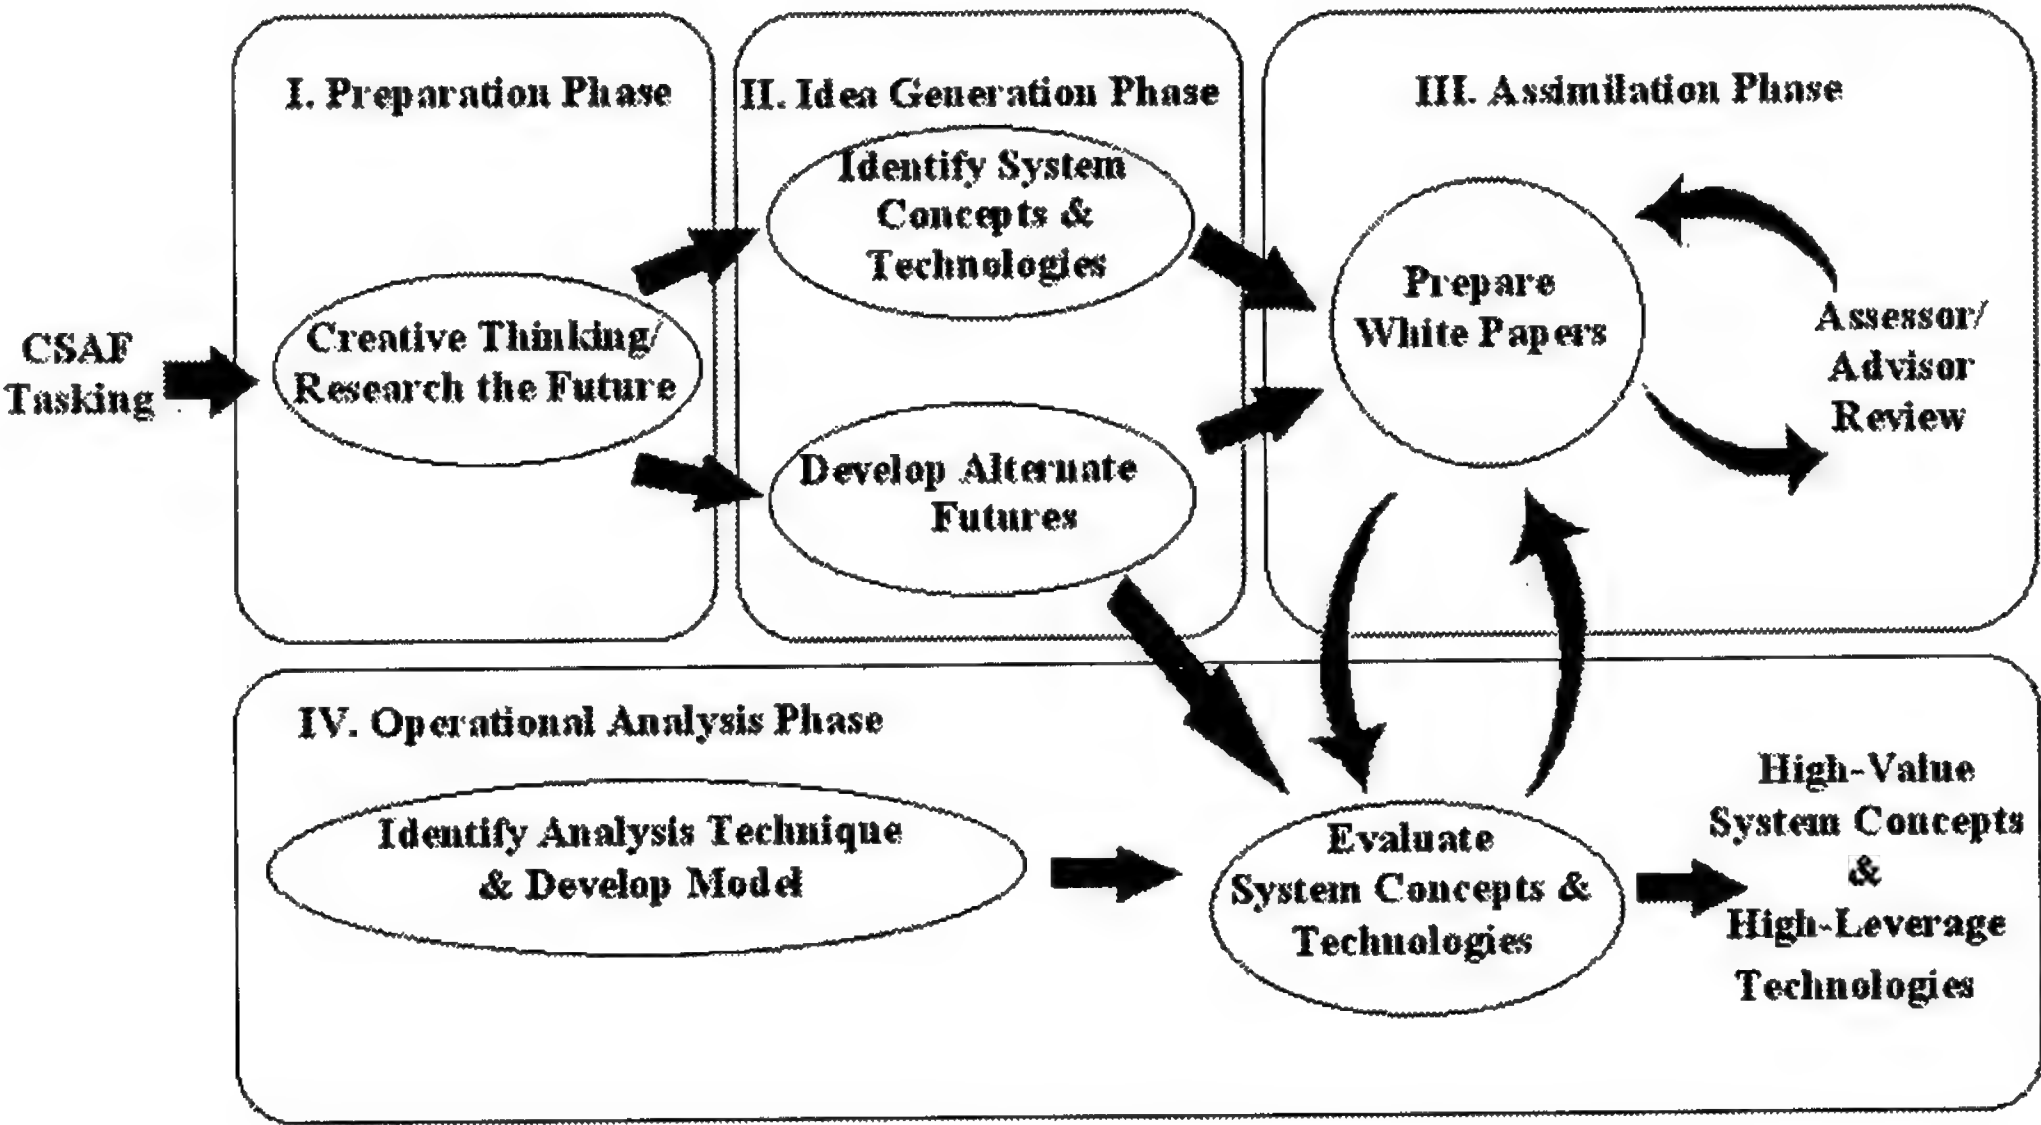 I. Preparation Phase
II. Idea Generation Phase
III. Assimilation Phase
Identify System
Concepts &
Technologies
CSAF
Tasking
Creative Thinking/
Research the Future
Prepare
White Papers
Assessor/
Advisor
Review
Develop Alternate
Futures
IV. Operational Analysis Phase
Identify Analysis Technique
& Develop Model
Evaluate
System Concepts &
Technologies
High-Value
System Concepts
&
High-Leverage
Technologies